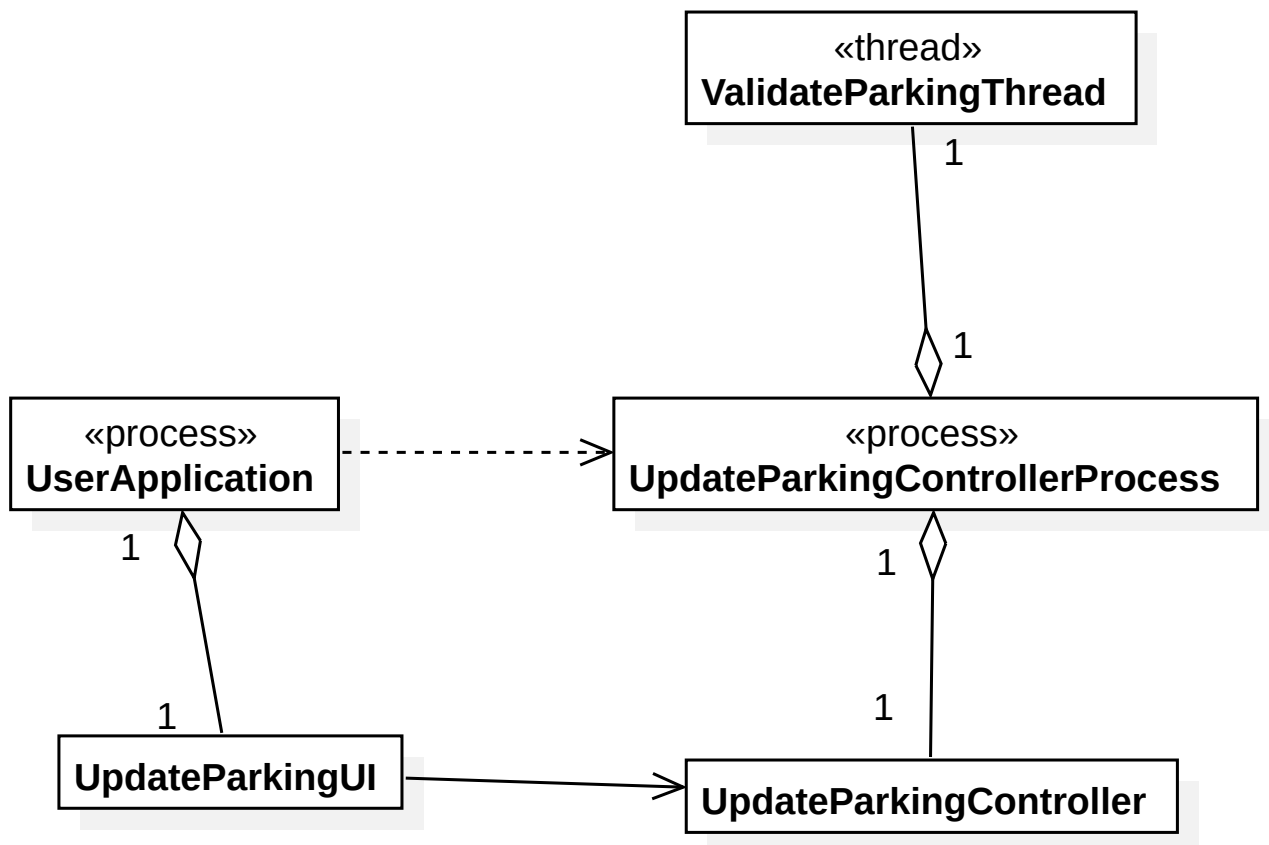 «thread»
ValidateParkingThread
1
1
«process»
UserApplication
«process»
UpdateParkingControllerProcess
1
1
1
1
UpdateParkingUI
UpdateParkingController